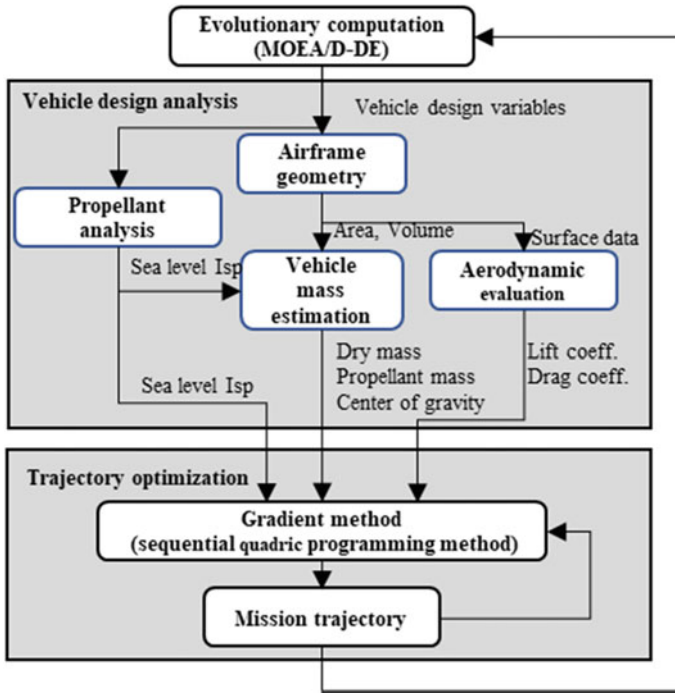 Evolutionary computation
(MOEA/D-DE)
Vehicle design analysis
Vehicle design variables
Airframe
geometry
Propellant
analysis
Area, Volume
Surface data
Sea level Isp
Vehicle
mass
estimation
Aerodynamic
evaluation
Dry mass
Propellant mass
Center of gravity
Lift coeff.
Drag coeff.
Sea level Isp
Trajectory optimization
Gradient method
(sequential quadric programming method)
Mission trajectory